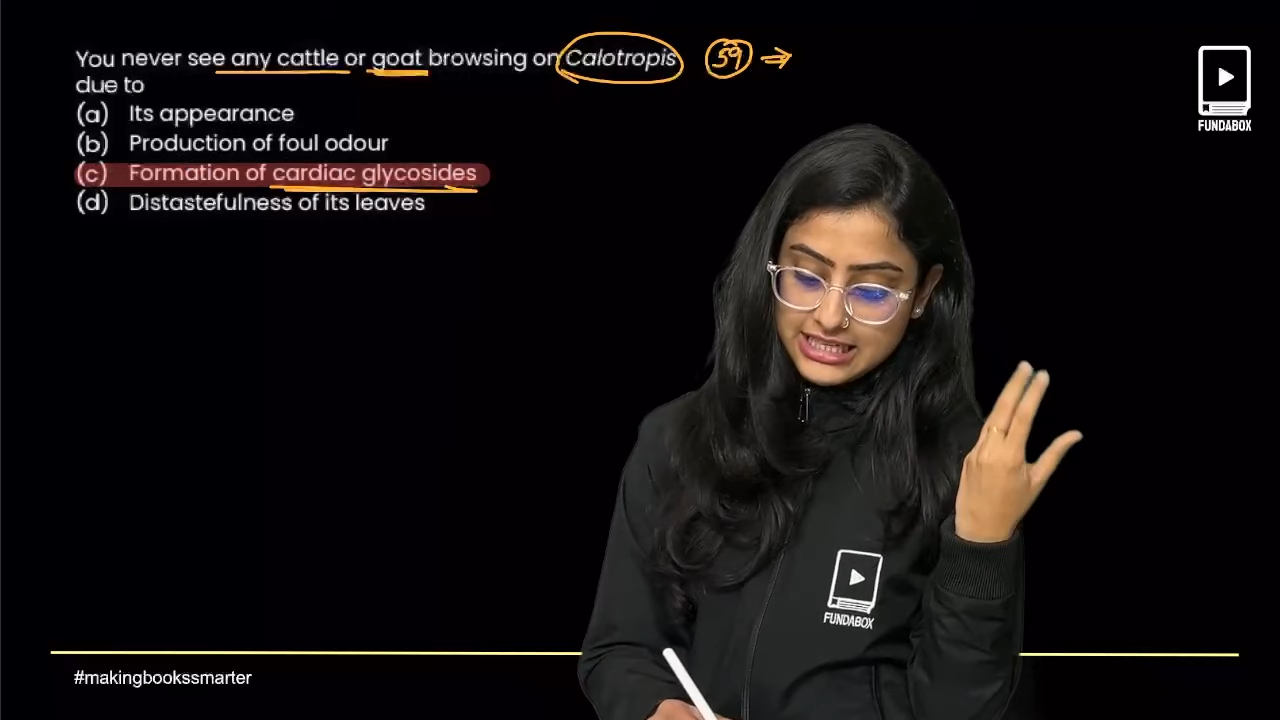 You never see any cattle or goat browsing on Calotropis 59 ⇒
due to
(a) Its appearance
(b) Production of foul odour
(c) Formation of cardiac glycosides
(d) Distastefulness of its leaves
FUNDABOX
FUNDABOX
#makingbookssmarter